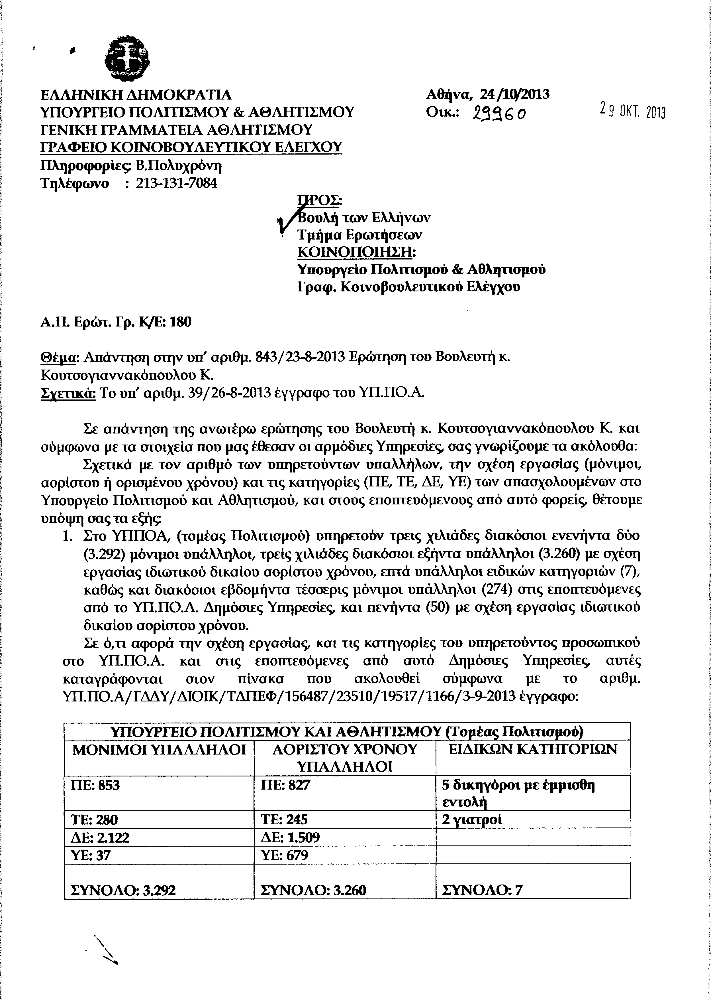 ΕΛΛΗΝΙΚΗ ΔΗΜΟΚΡΑΤΙΑ
ΥΠΟΥΡΓΕΙΟ ΠΟΛΙΤΙΣΜΟΥ & ΑΘΛΗΤΙΣΜΟΥ
ΓΕΝΙΚΗ ΓΡΑΜΜΑΤΕΙΑ ΑΘΛΗΤΙΣΜΟΥ
ΓΡΑΦΕΙΟ ΚΟΙΝΟΒΟΥΛΕΥΤΙΚΟΥ ΕΛΕΓΧΟΥ
Πληροφορίες: Β.Πολυχρόνη
Τηλέφωνο : 213-131-7084
Αθήνα, 24/10/2013
Οικ.: 29960
29 ΟΚΤ. 2013
ΠΡΟΣ:
Βουλή των Ελλήνων
Τμήμα Ερωτήσεων
ΚΟΙΝΟΠΟΙΗΣΗ:
Υπουργείο Πολιτισμού & Αθλητισμού
Γραφ. Κοινοβουλευτικού Ελέγχου
Α.Π. Ερώτ. Γρ. Κ/Ε: 180
Θέμα: Απάντηση στην υπ' αριθμ. 843/23-8-2013 Ερώτηση του Βουλευτή κ.
Κουτσογιαννακόπουλου Κ.
Σχετικά: Το υπ' αριθμ. 39/26-8-2013 έγγραφο του ΥΠ.ΠΟ.Α.
Σε απάντηση της ανωτέρω ερώτησης του Βουλευτή κ. Κουτσογιαννακόπουλου Κ. και
σύμφωνα με τα στοιχεία που μας έθεσαν οι αρμόδιες Υπηρεσίες, σας γνωρίζουμε τα ακόλουθα:
Σχετικά με τον αριθμό των υπηρετούντων υπαλλήλων, την σχέση εργασίας (μόνιμοι,
αορίστου ή ορισμένου χρόνου) και τις κατηγορίες (ΠΕ, ΤΕ, ΔΕ, ΥΕ) των απασχολουμένων στο
Υπουργείο Πολιτισμού και Αθλητισμού, και στους εποπτευόμενους από αυτό φορείς, θέτουμε
υπόψη σας τα εξής:
1. Στο ΥΠΠΟΑ, (τομέας Πολιτισμού) υπηρετούν τρεις χιλιάδες διακόσιοι ενενήντα δύο
(3.292) μόνιμοι υπάλληλοι, τρείς χιλιάδες διακόσιοι εξήντα υπάλληλοι (3.260) με σχέση
εργασίας ιδιωτικού δικαίου αορίστου χρόνου, επτά υπάλληλοι ειδικών κατηγοριών (7),
καθώς και διακόσιοι εβδομήντα τέσσερις μόνιμοι υπάλληλοι (274) στις εποπτευόμενες
από το ΥΠ.ΠΟ.Α. Δημόσιες Υπηρεσίες, και πενήντα (50) με σχέση εργασίας ιδιωτικού
δικαίου αορίστου χρόνου.
Σε ό,τι αφορά την σχέση εργασίας, και τις κατηγορίες του υπηρετούντος προσωπικού
στο ΥΠ.ΠΟ.Α. και στις εποπτευόμενες από αυτό Δημόσιες Υπηρεσίες, αυτές
καταγράφονται στον πίνακα που ακολουθεί σύμφωνα με το αριθμ.
ΥΠ.ΠΟ.Α/ΓΔΔΥ/ΔΙΟΙΚ/ΤΔΠΕΦ/156487/23510/19517/1166/3-9-2013 έγγραφο:
ΥΠΟΥΡΓΕΙΟ ΠΟΛΙΤΙΣΜΟΥ ΚΑΙ ΑΘΛΗΤΙΣΜΟΥ (Τομέας Πολιτισμού)
ΜΟΝΙΜΟΙ ΥΠΑΛΛΗΛΟΙ ΑΟΡΙΣΤΟΥ ΧΡΟΝΟΥ ΕΙΔΙΚΩΝ ΚΑΤΗΓΟΡΙΩΝ
ΥΠΑΛΛΗΛΟΙ
ΠΕ: 853 ΠΕ: 827 5 δικηγόροι με έμμισθη
εντολή
ΤΕ: 280 ΤΕ: 245 2 γιατροί
ΔΕ: 2.122 ΔΕ: 1.509
ΥΕ: 37 ΥΕ: 679
ΣΥΝΟΛΟ: 3.292 ΣΥΝΟΛΟ: 3.260 ΣΥΝΟΛΟ: 7